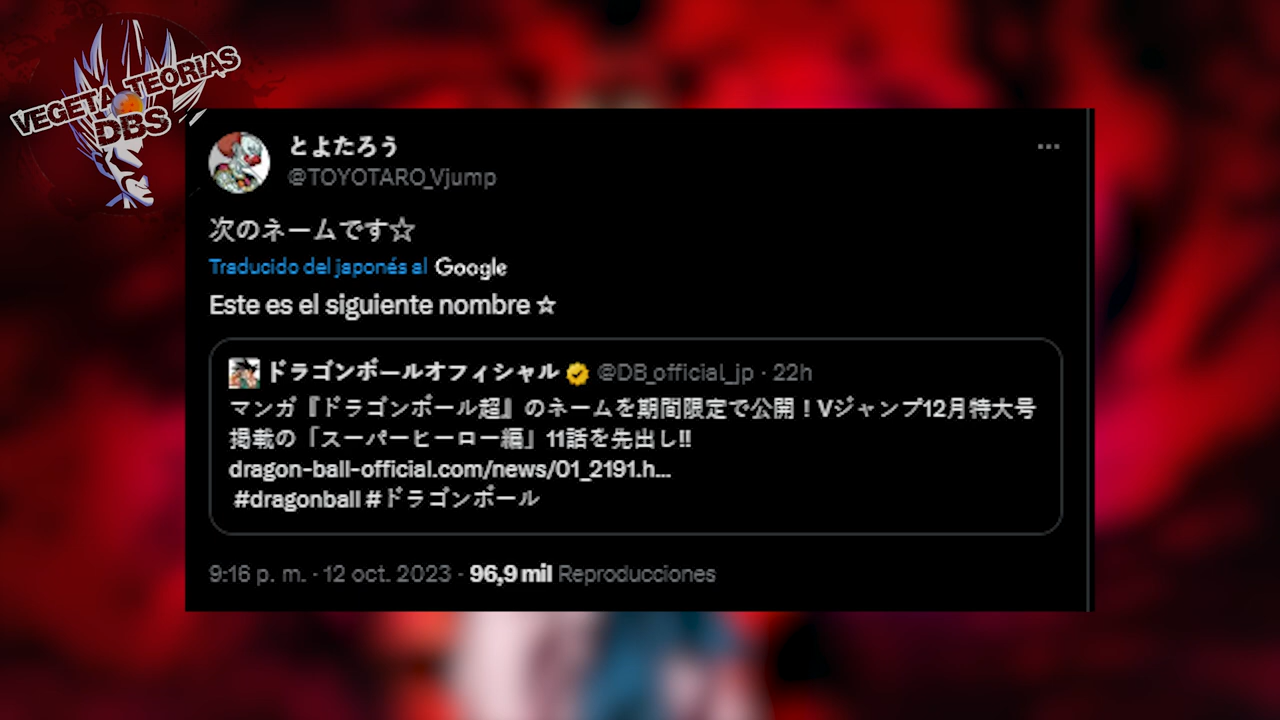 VEGETA TEORIAS
DBS
とよたろう
@TOYOTARO_Vjump
次のネームです☆
Traducido del japonés al Google
Este es el siguiente nombre ☆
ドラゴンボールオフィシャル @DB_official_jp · 22h
マンガ『ドラゴンボール超』のネームを期間限定で公開！Vジャンプ12月特大号
掲載の「スーパーヒーロー編」11話を先出し!!
dragon-ball-official.com/news/01_2191.h...
#dragonball #ドラゴンボール
9:16 p. m. · 12 oct. 2023 · 96,9 mil Reproducciones